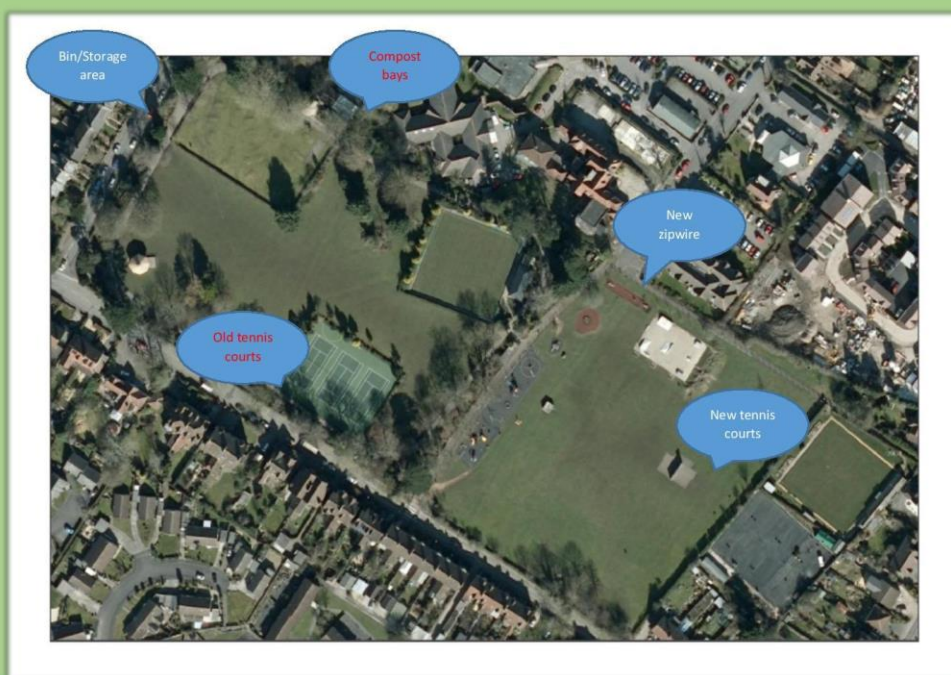 Bin/Storage
area
Compost
bays
New
zipwire
Old tennis
courts
New tennis
courts